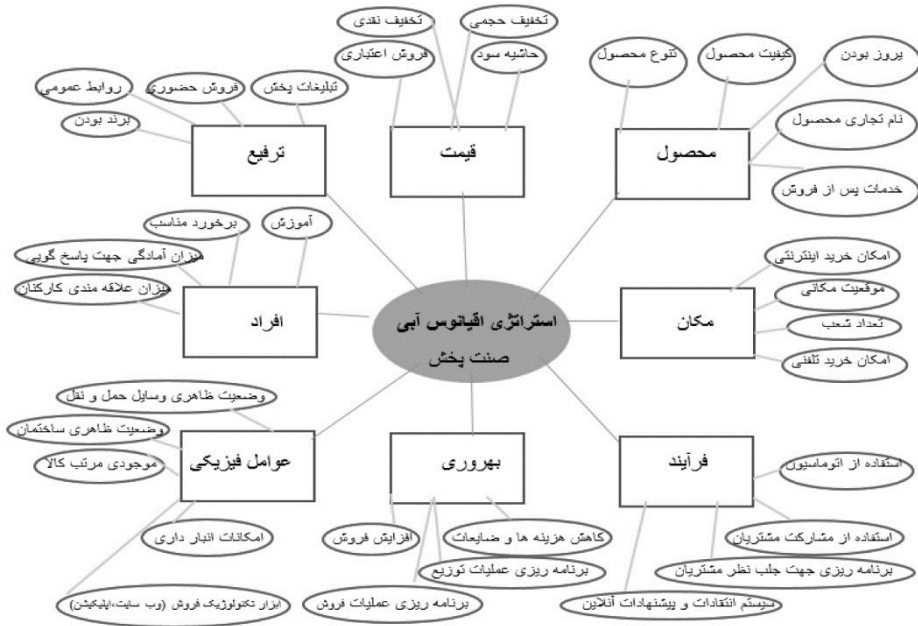 پروز بودن
کیفیت محصول
تنوع محصول
نام تجاری محصول
خدمات پس از فروش
محصول
تخفیف حجمی
تخفیف نقدی
حاشیه سود
فروش اعتباری
قیمت
تبلیغات پخش
فروش حضوری
روابط عمومی
برند بودن
ترفیع
امکان خرید اینترنتی
موقعیت مکانی
تعداد شعب
امکان خرید تلفنی
مکان
استراتژی اقیانوس آبی
صنت پخش
آموزش
برخورد مناسب
میزان آمادگی جهت پاسخ گویی
میزان علاقه مندی کارکنان
افراد
فرآیند
استفاده از اتوماسیون
استفاده از مشارکت مشتریان
برنامه ریزی جهت جلب نظر مشتریان
سیستم انتقادات و پیشنهادات آنلاین
بهروری
کاهش هزینه ها و ضایعات
افزایش فروش
برنامه ریزی عملیات توزیع
برنامه ریزی عملیات فروش
وضعیت ظاهری وسایل حمل و نقل
وضعیت ظاهری ساختمان
موجودی مرتب کالا
عوامل فیزیکی
امکانات انبار داری
ابزار تکنولوژیک فروش (وب سایت،اپلیکیشن)